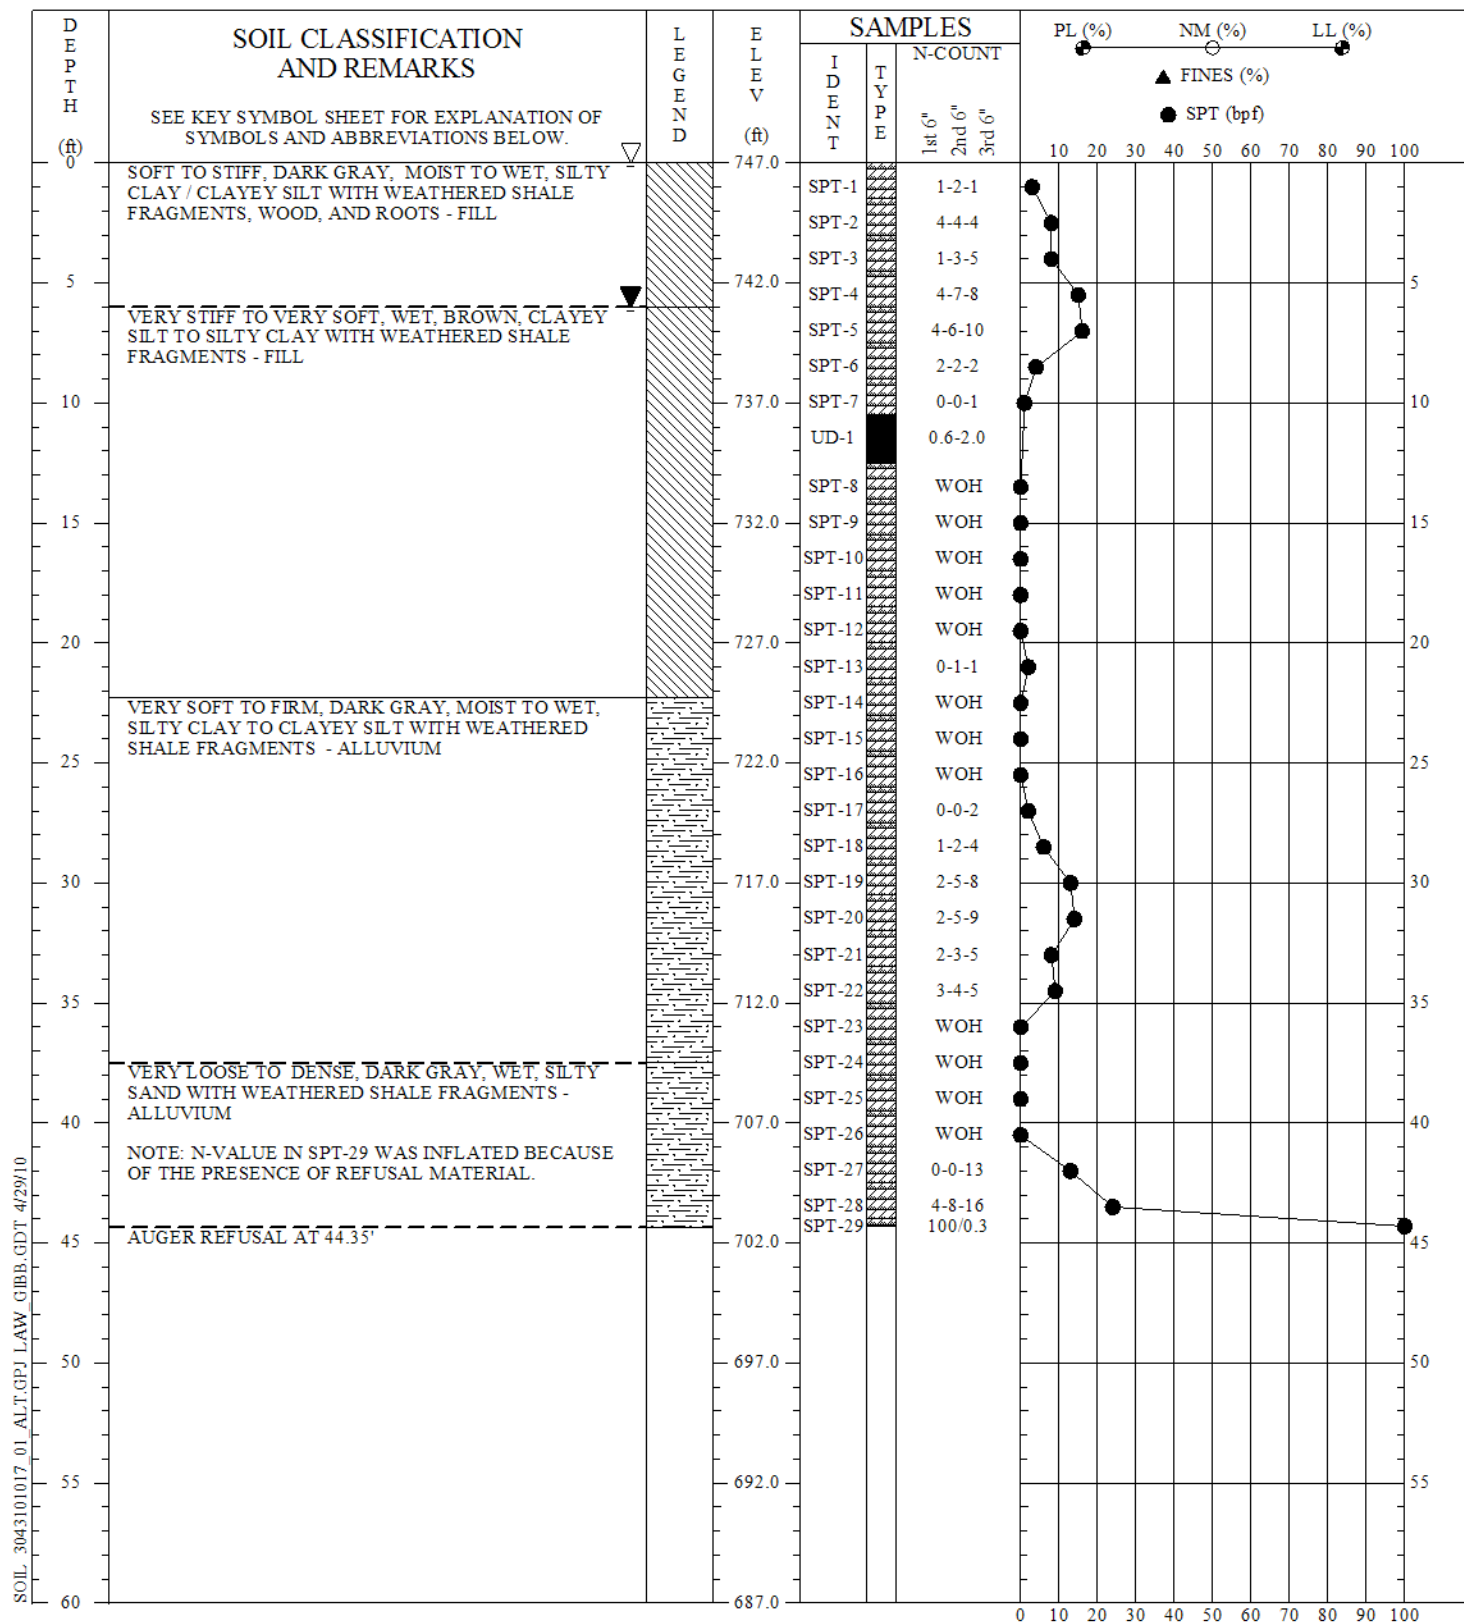 DEPTH
(ft)
SOIL CLASSIFICATION
AND REMARKS
SEE KEY SYMBOL SHEET FOR EXPLANATION OF
SYMBOLS AND ABBREVIATIONS BELOW.
LEGEND
ELEV
(ft)
SAMPLES
IDENT
TYPE
N-COUNT
1st 6"
2nd 6"
3rd 6"
PL (%) NM (%) LL (%)
FINES (%)
SPT (bpf)
10 20 30 40 50 60 70 80 90 100
0 747.0
SOFT TO STIFF, DARK GRAY, MOIST TO WET, SILTY
CLAY / CLAYEY SILT WITH WEATHERED SHALE
FRAGMENTS, WOOD, AND ROOTS - FILL
SPT-1 1-2-1
SPT-2 4-4-4
SPT-3 1-3-5
5 742.0 5
SPT-4 4-7-8
VERY STIFF TO VERY SOFT, WET, BROWN, CLAYEY
SILT TO SILTY CLAY WITH WEATHERED SHALE
FRAGMENTS - FILL
SPT-5 4-6-10
SPT-6 2-2-2
10 737.0 SPT-7 0-0-1 10
UD-1 0.6-2.0
SPT-8 WOH
15 732.0 SPT-9 WOH 15
SPT-10 WOH
SPT-11 WOH
SPT-12 WOH
20 727.0 20
SPT-13 0-1-1
SPT-14 WOH
VERY SOFT TO FIRM, DARK GRAY, MOIST TO WET,
SILTY CLAY TO CLAYEY SILT WITH WEATHERED
SHALE FRAGMENTS - ALLUVIUM
SPT-15 WOH
25 722.0 25
SPT-16 WOH
SPT-17 0-0-2
SPT-18 1-2-4
30 717.0 SPT-19 2-5-8 30
SPT-20 2-5-9
SPT-21 2-3-5
SPT-22 3-4-5
35 712.0 35
SPT-23 WOH
SPT-24 WOH
VERY LOOSE TO DENSE, DARK GRAY, WET, SILTY
SAND WITH WEATHERED SHALE FRAGMENTS -
ALLUVIUM
SPT-25 WOH
40 707.0 40
SPT-26 WOH
NOTE: N-VALUE IN SPT-29 WAS INFLATED BECAUSE
OF THE PRESENCE OF REFUSAL MATERIAL.
SPT-27 0-0-13
SPT-28 4-8-16
SPT-29 100/0.3
AUGER REFUSAL AT 44.35'
45 702.0 45
50 697.0 50
55 692.0 55
60 687.0
0 10 20 30 40 50 60 70 80 90 100
SOIL 3043101017_01_ALT.GPJ LAW_GIBB.GDT 4/29/10